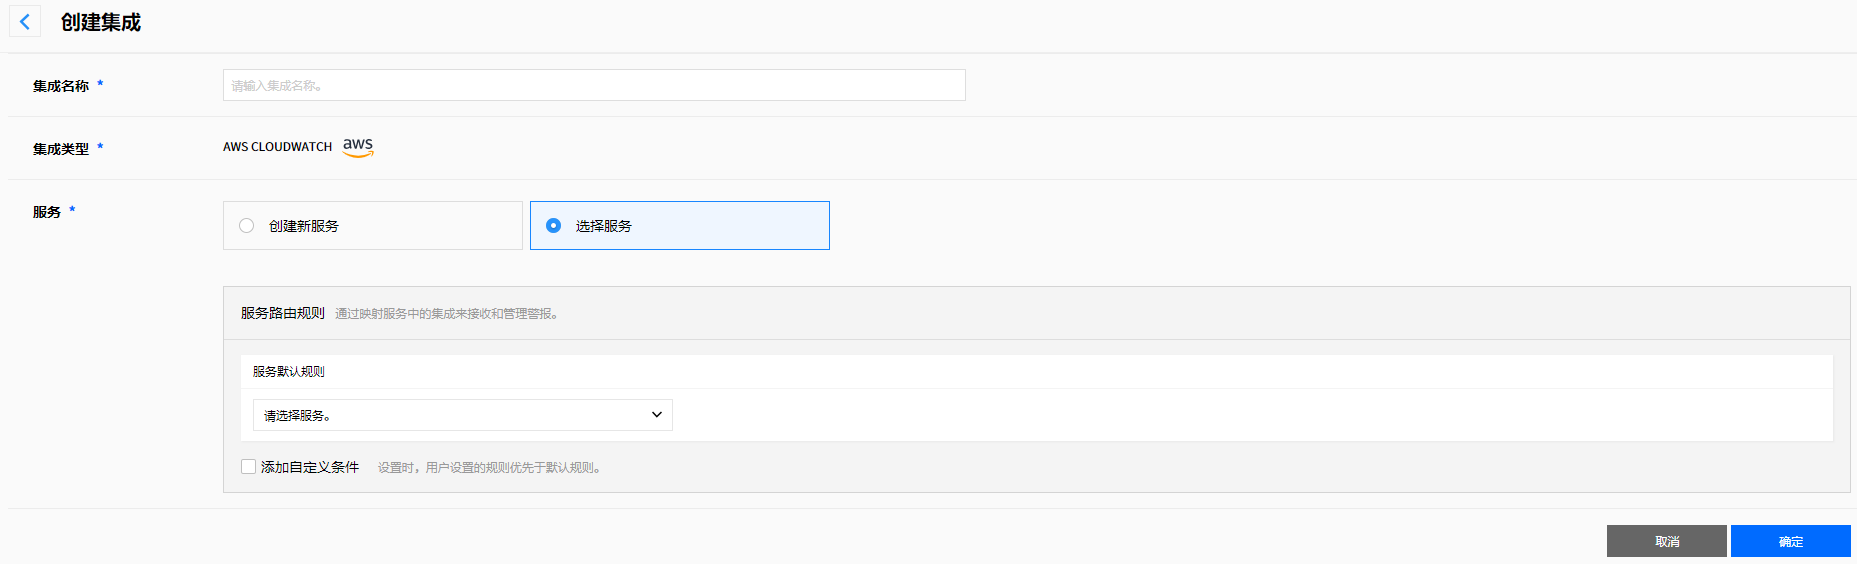 创建集成
集成名称 *
请输入集成名称。
集成类型 *
AWS CLOUDWATCH aws
服务 *
创建新服务
选择服务
服务路由规则 通过映射服务中的集成来接收和管理警报。
服务默认规则
请选择服务。
添加自定义条件 设置时，用户设置的规则优先于默认规则。
取消
确定